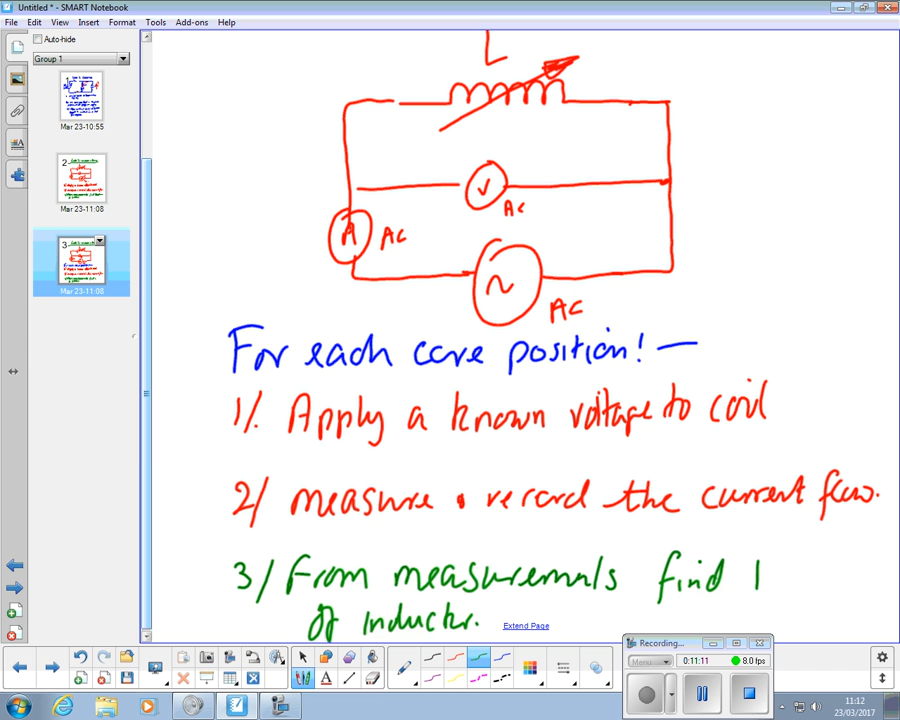 Untitled * - SMART Notebook
File Edit View Insert Format Tools Add-ons Help
Auto-hide
Group 1
Mar 23-10:55
2
Mar 23-11:08
3
Mar 23-11:08
L
V
AC
A AC
~
AC
For each core position! —
1/. Apply a known voltage to coil
2/ measure & record the current flow.
3/ From measurements find l
of inductor.
Extend Page
Recording...
Menu
0:11:11
8.0 fps
A
11:12
23/03/2017